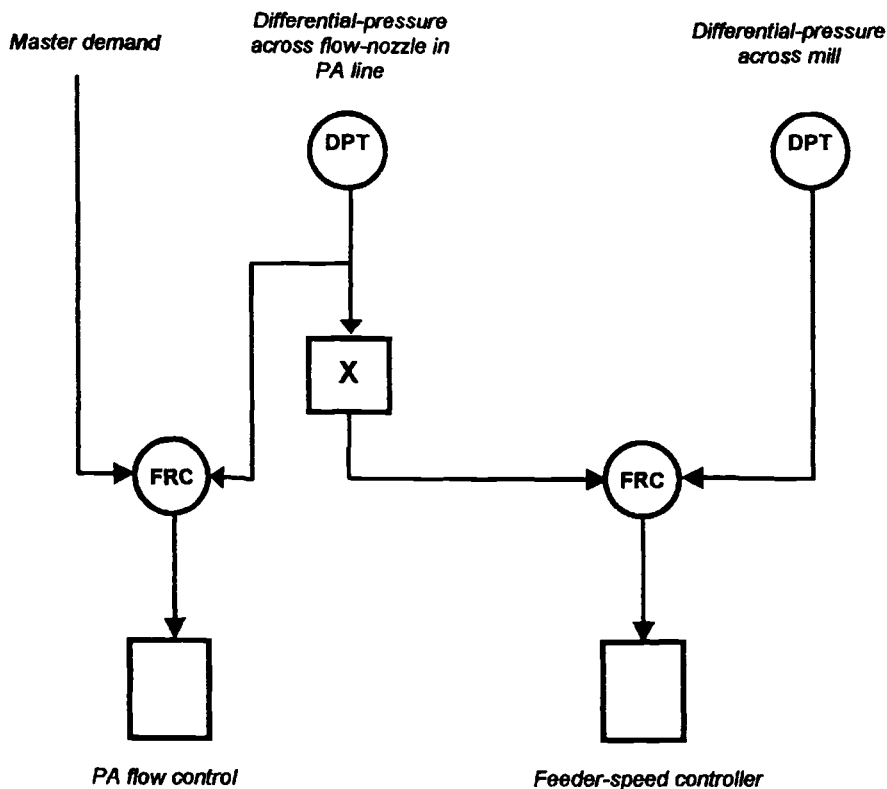 Master demand
Differential-pressure
across flow-nozzle in
PA line
Differential-pressure
across mill
DPT
DPT
X
FRC
FRC
PA flow control
Feeder-speed controller